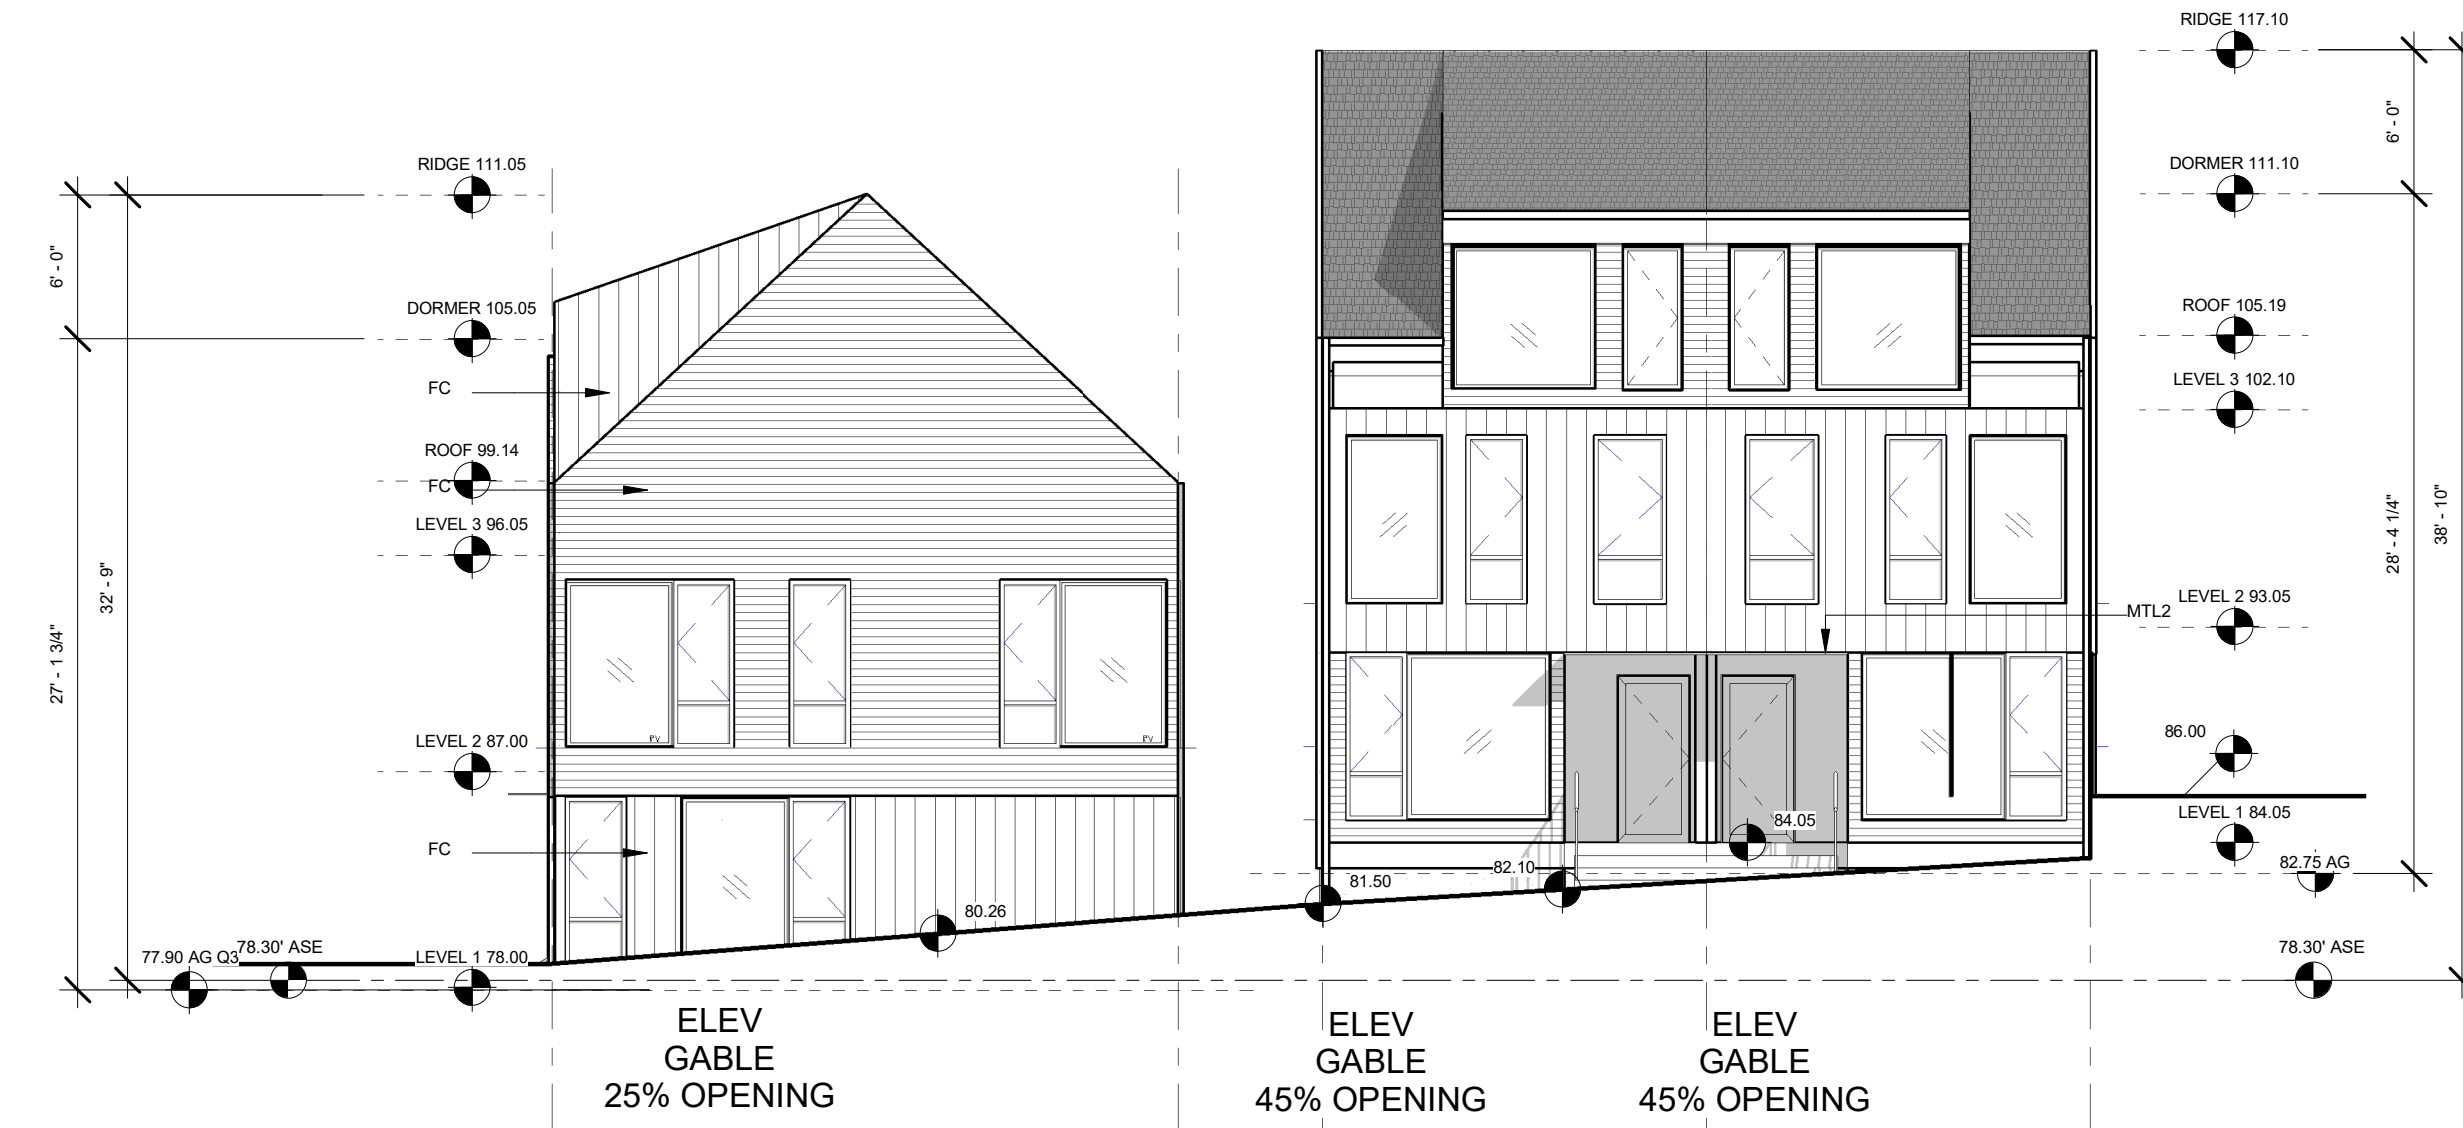 RIDGE 117.10
6' - 0"
DORMER 111.10
RIDGE 111.05
6' - 0"
DORMER 105.05
ROOF 105.19
LEVEL 3 102.10
FC
ROOF 99.14
FC
LEVEL 3 96.05
28' - 4 1/4"
38' - 10"
32' - 9"
27' - 1 3/4"
LEVEL 2 93.05
MTL2
PV
PV
LEVEL 2 87.00
86.00
LEVEL 1 84.05
84.05
FC
82.75 AG
82.10
81.50
80.26
77.90 AG Q3
78.30' ASE
LEVEL 1 78.00
78.30' ASE
ELEV
GABLE
25% OPENING
ELEV
GABLE
45% OPENING
ELEV
GABLE
45% OPENING